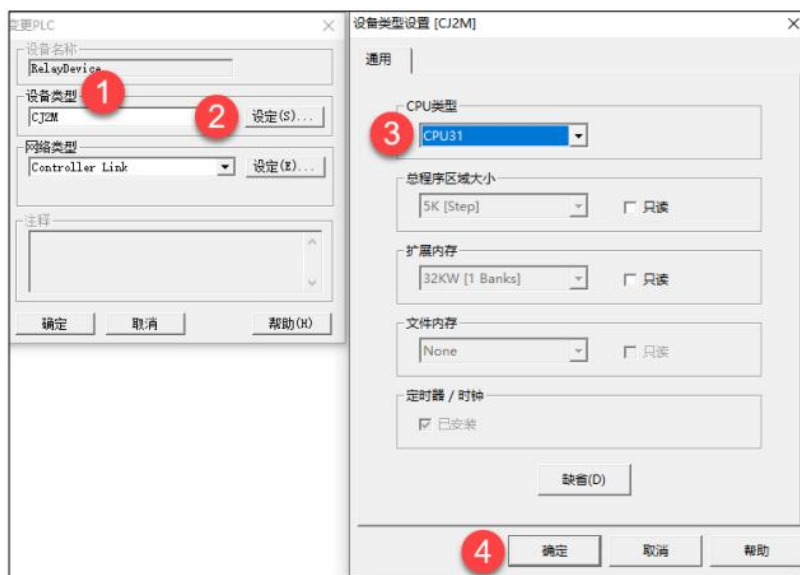 变更PLC
设备名称
RelayDevice
设备类型
1
CJ2M
2
设定(S)...
网络类型
Controller Link
设定(E)...
注释
确定
取消
帮助(H)
设备类型设置 [CJ2M]
通用
CPU类型
3
CPU31
总程序区域大小
5K [Step]
只读
扩展内存
32KW [1 Banks]
只读
文件内存
None
只读
定时器 / 时钟
已安装
缺省(D)
4
确定
取消
帮助